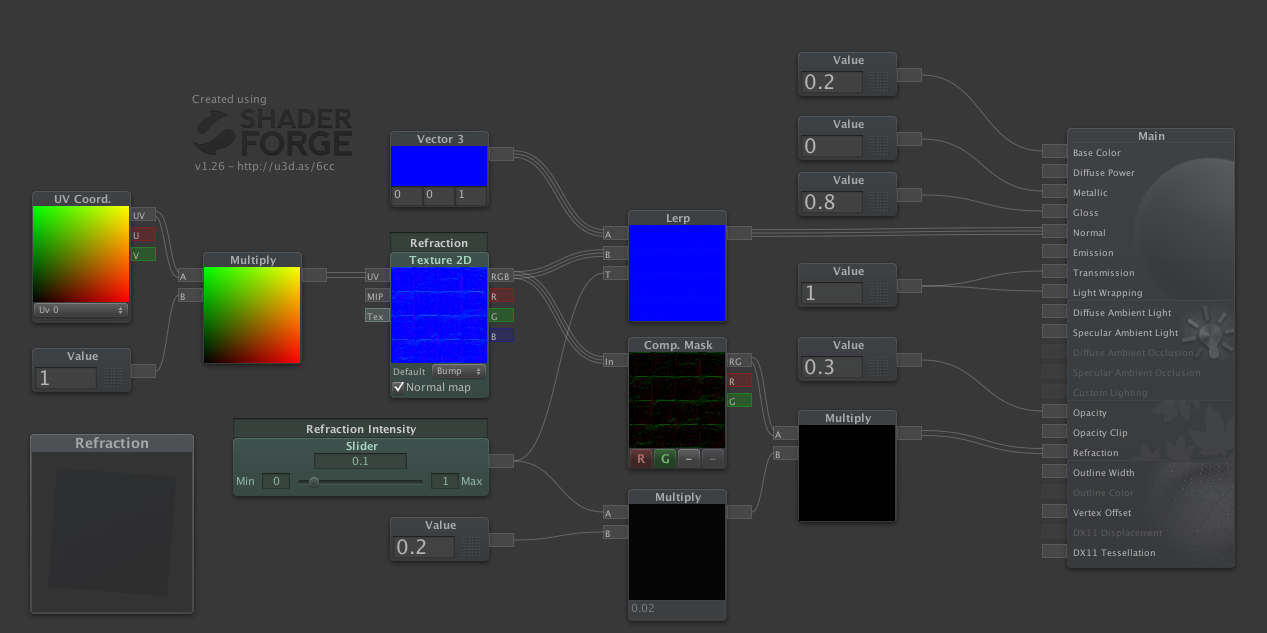 Created using
SHADER
FORGE
v1.26 - http://u3d.as/6cc
UV Coord.
UV
U
V
Uv 0
Value
1
Multiply
A
B
Refraction
Vector 3
0
0
1
Refraction
Texture 2D
UV
MIP
Tex
RGB
R
G
B
Default
Bump
Normal map
Refraction Intensity
Slider
0.1
Min
0
1
Max
Value
0.2
Lerp
A
B
T
Comp. Mask
In
RG
R
G
R
G
-
-
Multiply
A
B
0.02
Value
0.2
Value
0
Value
0.8
Value
1
Value
0.3
Multiply
A
B
Main
Base Color
Diffuse Power
Metallic
Gloss
Normal
Emission
Transmission
Light Wrapping
Diffuse Ambient Light
Specular Ambient Light
Diffuse Ambient Occlusion
Specular Ambient Occlusion
Custom Lighting
Opacity
Opacity Clip
Refraction
Outline Width
Outline Color
Vertex Offset
DX11 Displacement
DX11 Tessellation